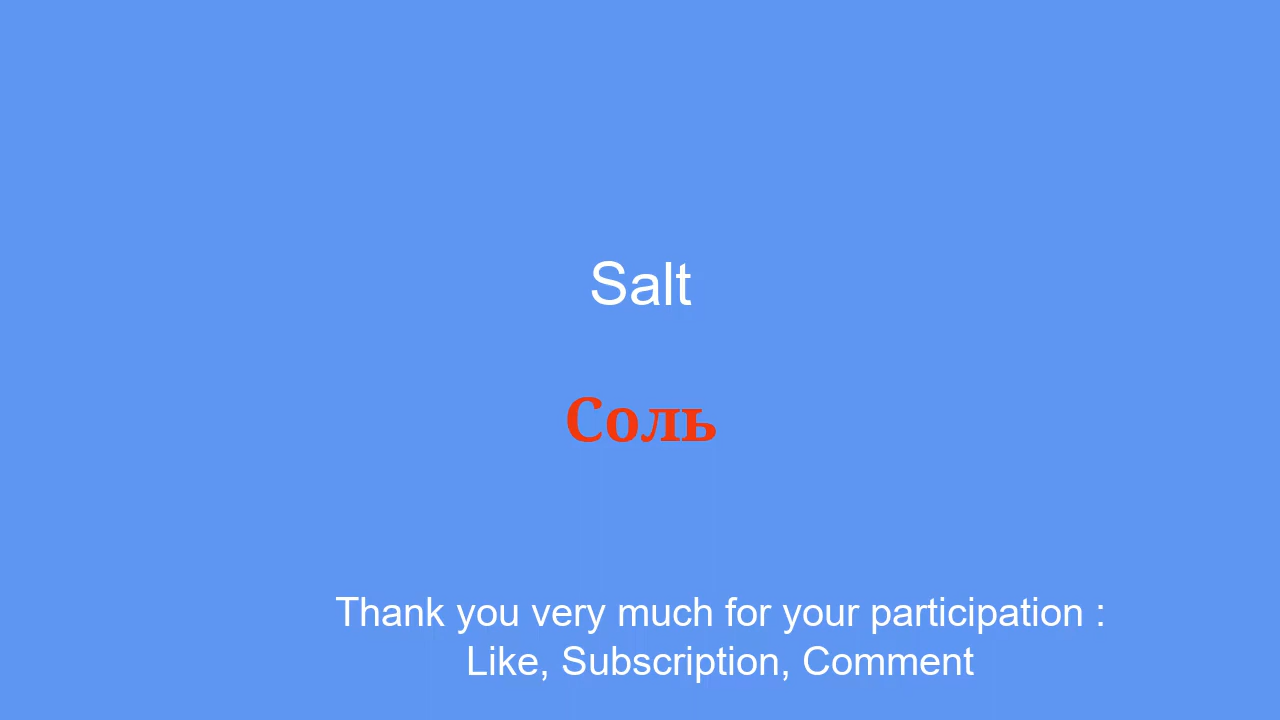 Salt
Соль
Thank you very much for your participation :
Like, Subscription, Comment